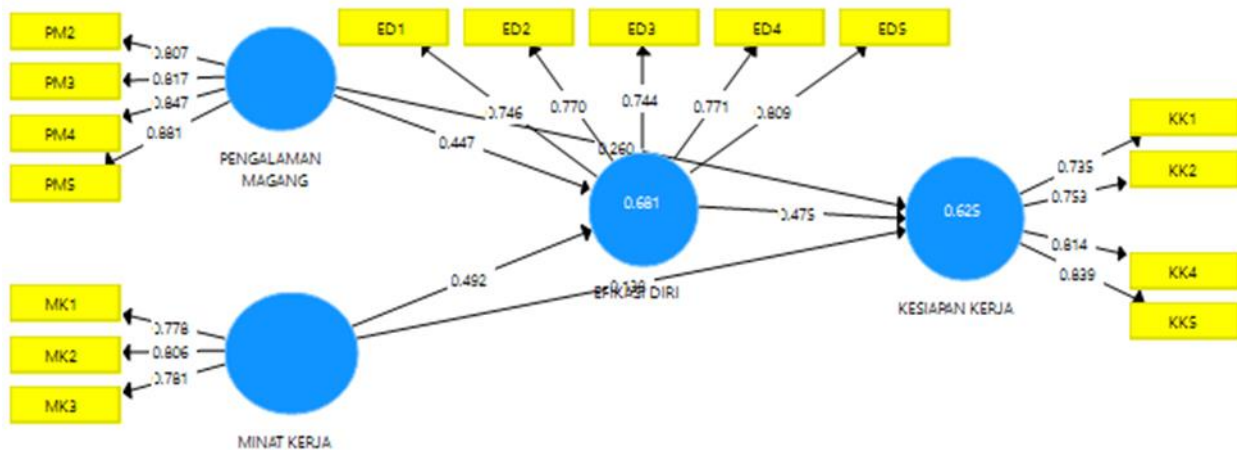 PM2
PM3
PM4
PM5
0.807
0.817
0.847
0.881
PENGALAMAN
MAGANG
ED1
ED2
ED3
ED4
ED5
0.746
0.770
0.744
0.771
0.809
0.447
0.260
0.681
EFIKASI DIRI
0.475
0.492
MK1
MK2
MK3
0.778
0.806
0.781
MINAT KERJA
0.625
KESIAPAN KERJA
0.735
0.753
0.814
0.839
KK1
KK2
KK4
KK5